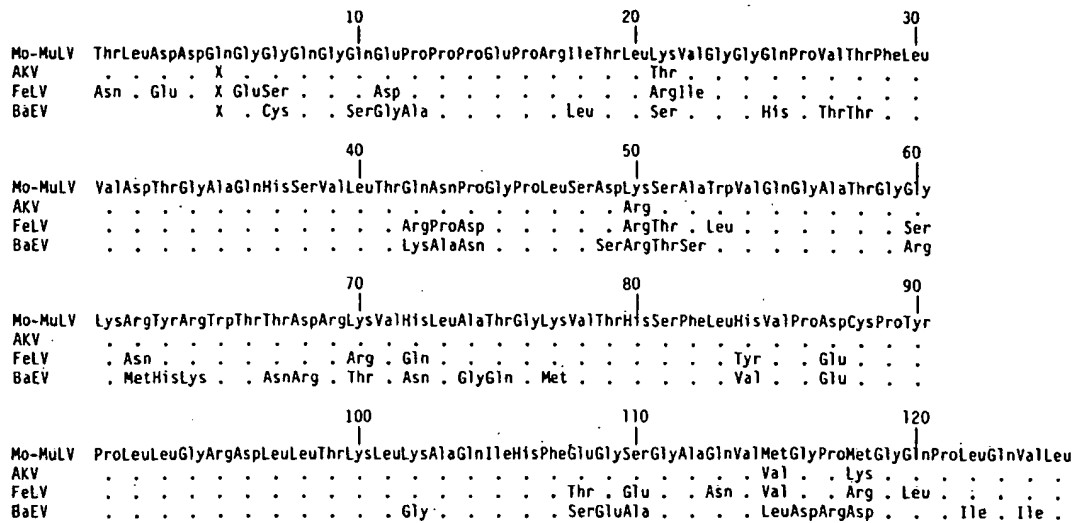 10 20 30
Mo-MuLV ThrLeuAspAspGlnGlyGlyGlnGlyGlnGluProProProGluProArgIleThrLeuLysValGlyGlyGlnProValThrPheLeu
AKV . . . . X . . . . . . . . . . . . . . . Thr . . . . . . . . .
FeLV Asn . Glu . X GluSer . . . Asp . . . . . . . . . ArgIle . . . . . . . .
BaEV . . . . X . Cys . . SerGlyAla . . . . . Leu . . Ser . . . His . ThrThr . .
40 50 60
Mo-MuLV ValAspThrGlyAlaGlnHisSerValLeuThrGlnAsnProGlyProLeuSerAspLysSerAlaTrpValGlnGlyAlaThrGlyGly
AKV . . . . . . . . . . . . . . . . . . . Arg . . . . . . . . . .
FeLV . . . . . . . . . . . ArgProAsp . . . . . ArgThr . Leu . . . . . . Ser
BaEV . . . . . . . . . . . LysAlaAsn . . . . SerArgThrSer . . . . . . . Arg
70 80 90
Mo-MuLV LysArgTyrArgTrpThrThrAspArgLysValHisLeuAlaThrGlyLysValThrHisSerPheLeuHisValProAspCysProTyr
AKV . . . . . . . . . . . . . . . . . . . . . . . . . . . . . .
FeLV . Asn . . . . . . . Arg . Gln . . . . . . . . . . . Tyr . . Glu . . .
BaEV . MetHisLys . . AsnArg . Thr . Asn . GlyGln . Met . . . . . . Val . . Glu . . .
100 110 120
Mo-MuLV ProLeuLeuGlyArgAspLeuLeuThrLysLeuLysAlaGlnIleHisPheGluGlySerGlyAlaGlnValMetGlyProMetGlyGlnProLeuGlnValLeu
AKV . . . . . . . . . . . . . . . . . . . . . . . . Val . . Lys . . . . . . .
FeLV . . . . . . . . . . . . . . . . . Thr . Glu . . Asn . Val . . Arg . Leu . . . . .
BaEV . . . . . . . . . . . Gly . . . . . SerGluAla . . . . LeuAspArgAsp . . . Ile . Ile .